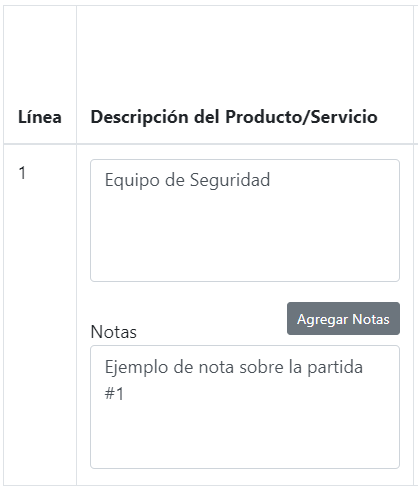 Línea Descripción del Producto/Servicio
1 Equipo de Seguridad
Agregar Notas
Notas
Ejemplo de nota sobre la partida
#1